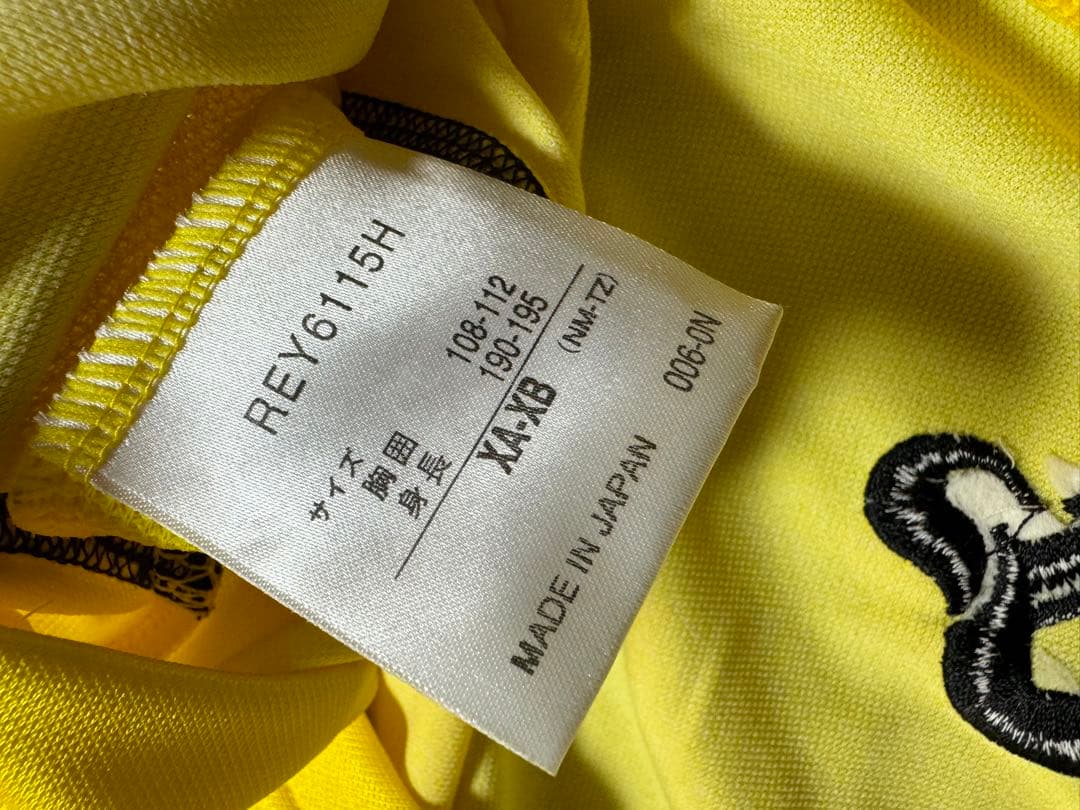 REY6115H
サイズ
胸囲 108-112
身長 190-195
XA-XB
(NM-TZ)
MADE IN JAPAN 006-0N